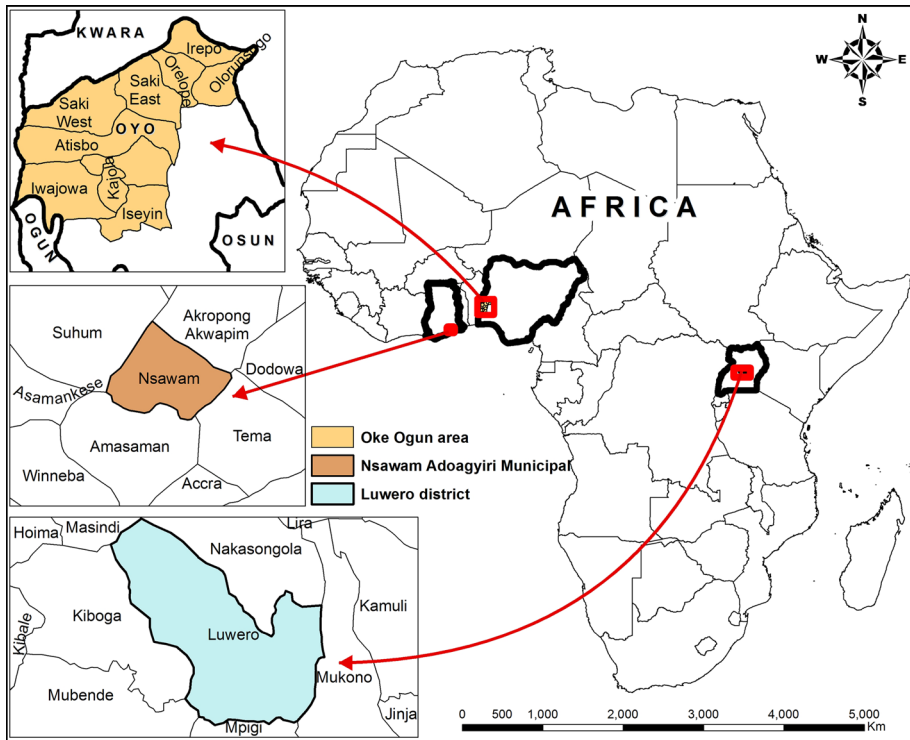 KWARA
Irepo
Olorunsogo
Orelope
Saki
East
Saki
West
OYO
Atisbo
Kajola
Iwajowa
Iseyin
OGUN
OSUN
N
W
E
S
AFRICA
Suhum
Akropong
Akwapim
Nsawam
Dodowa
Asamankese
Amasaman
Tema
Winneba
Accra
Oke Ogun area
Nsawam Adoagyiri Municipal
Luwero district
Hoima
Masindi
Lira
Nakasongola
Kiboga
Kamuli
Luwero
Kibale
Mubende
Mukono
Mpigi
Jinja
0 500 1,000 2,000 3,000 4,000 5,000
Km